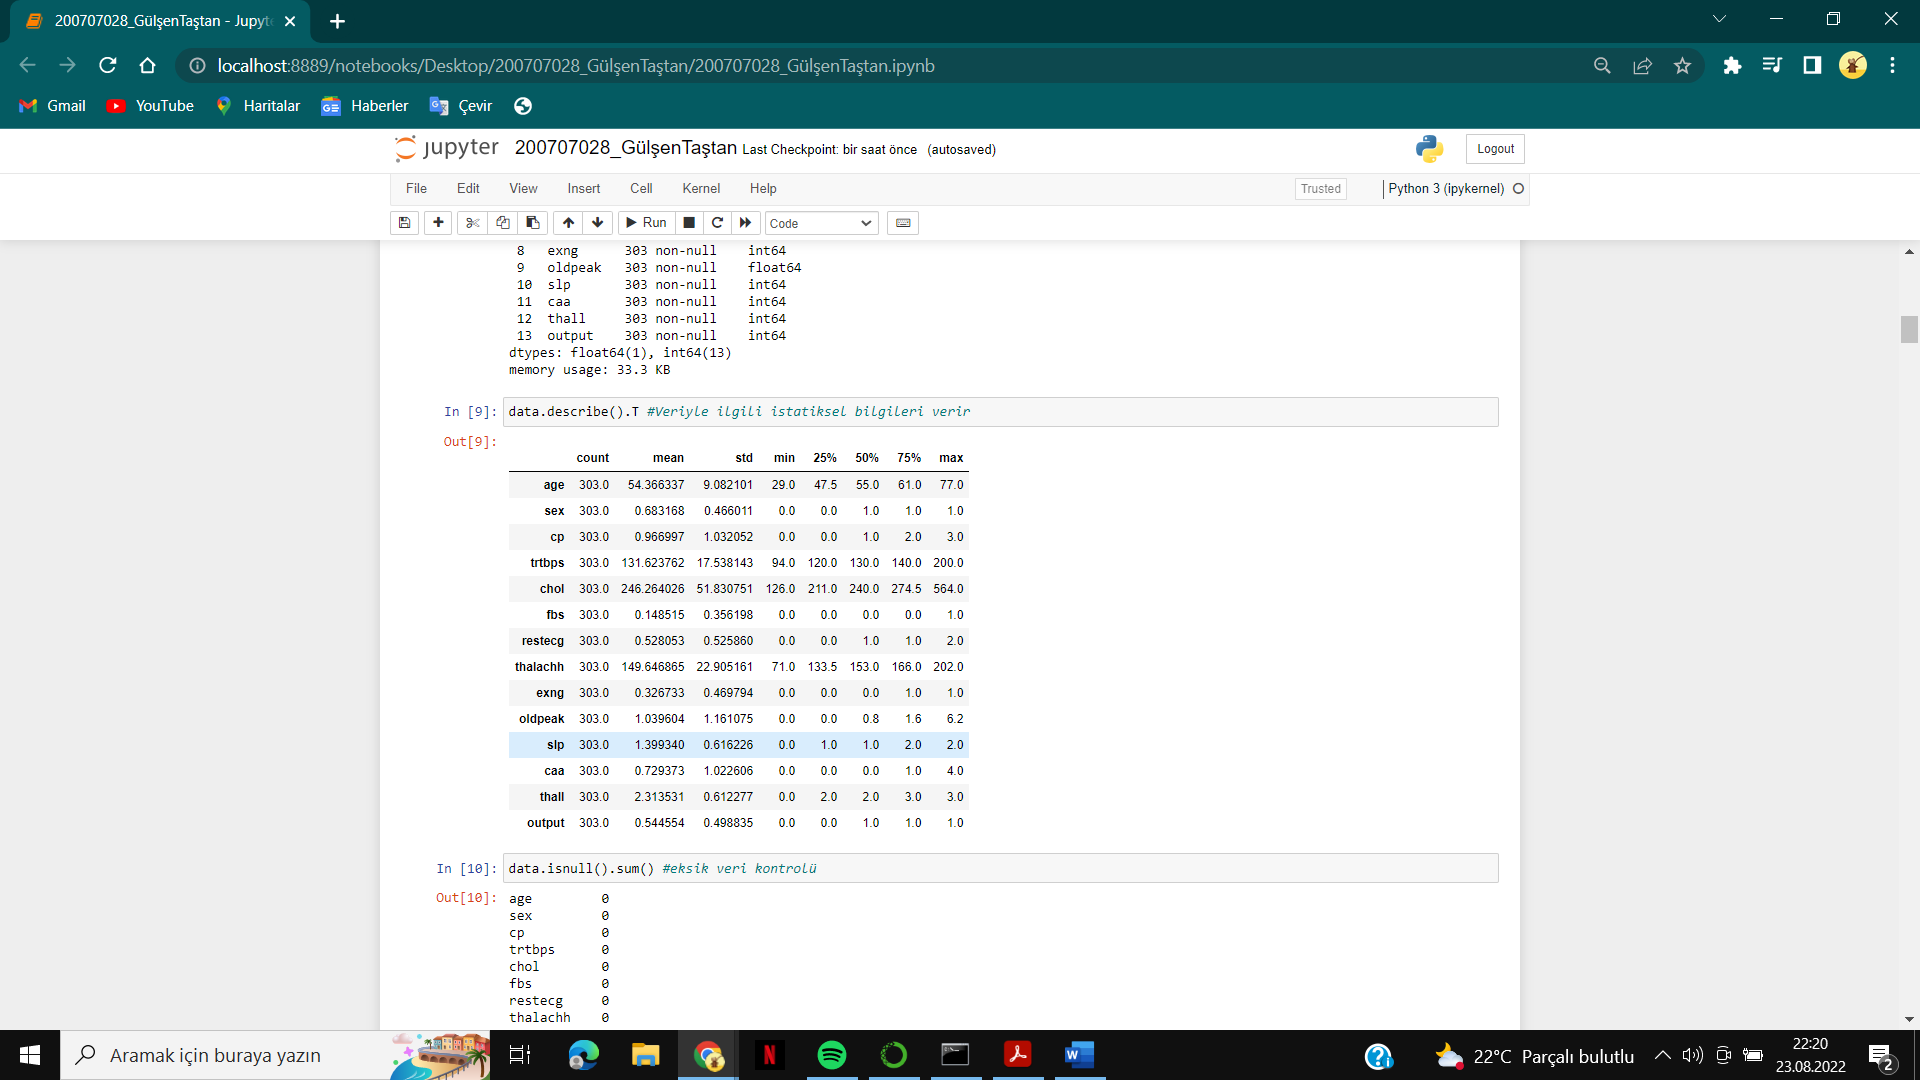 200707028_GülşenTaştan - Jupyt
localhost:8889/notebooks/Desktop/200707028_GülşenTaştan/200707028_GülşenTaştan.ipynb
Gmail YouTube Haritalar Haberler Çevir
jupyter 200707028_GülşenTaştan Last Checkpoint: bir saat önce (autosaved)
Logout
File Edit View Insert Cell Kernel Help
Trusted Python 3 (ipykernel)
Run Code
8 exng 303 non-null int64
9 oldpeak 303 non-null float64
10 slp 303 non-null int64
11 caa 303 non-null int64
12 thall 303 non-null int64
13 output 303 non-null int64
dtypes: float64(1), int64(13)
memory usage: 33.3 KB
In [9]: data.describe().T #Veriyle ilgili istatiksel bilgileri verir
Out[9]:
count mean std min 25% 50% 75% max
age 303.0 54.366337 9.082101 29.0 47.5 55.0 61.0 77.0
sex 303.0 0.683168 0.466011 0.0 0.0 1.0 1.0 1.0
cp 303.0 0.966997 1.032052 0.0 0.0 1.0 2.0 3.0
trtbps 303.0 131.623762 17.538143 94.0 120.0 130.0 140.0 200.0
chol 303.0 246.264026 51.830751 126.0 211.0 240.0 274.5 564.0
fbs 303.0 0.148515 0.356198 0.0 0.0 0.0 0.0 1.0
restecg 303.0 0.528053 0.525860 0.0 0.0 1.0 1.0 2.0
thalachh 303.0 149.646865 22.905161 71.0 133.5 153.0 166.0 202.0
exng 303.0 0.326733 0.469794 0.0 0.0 0.0 1.0 1.0
oldpeak 303.0 1.039604 1.161075 0.0 0.0 0.8 1.6 6.2
slp 303.0 1.399340 0.616226 0.0 1.0 1.0 2.0 2.0
caa 303.0 0.729373 1.022606 0.0 0.0 0.0 1.0 4.0
thall 303.0 2.313531 0.612277 0.0 2.0 2.0 3.0 3.0
output 303.0 0.544554 0.498835 0.0 0.0 1.0 1.0 1.0
In [10]: data.isnull().sum() #eksik veri kontrolü
Out[10]: age 0
sex 0
cp 0
trtbps 0
chol 0
fbs 0
restecg 0
thalachh 0
Aramak için buraya yazın
22°C Parçalı bulutlu
22:20
23.08.2022
2